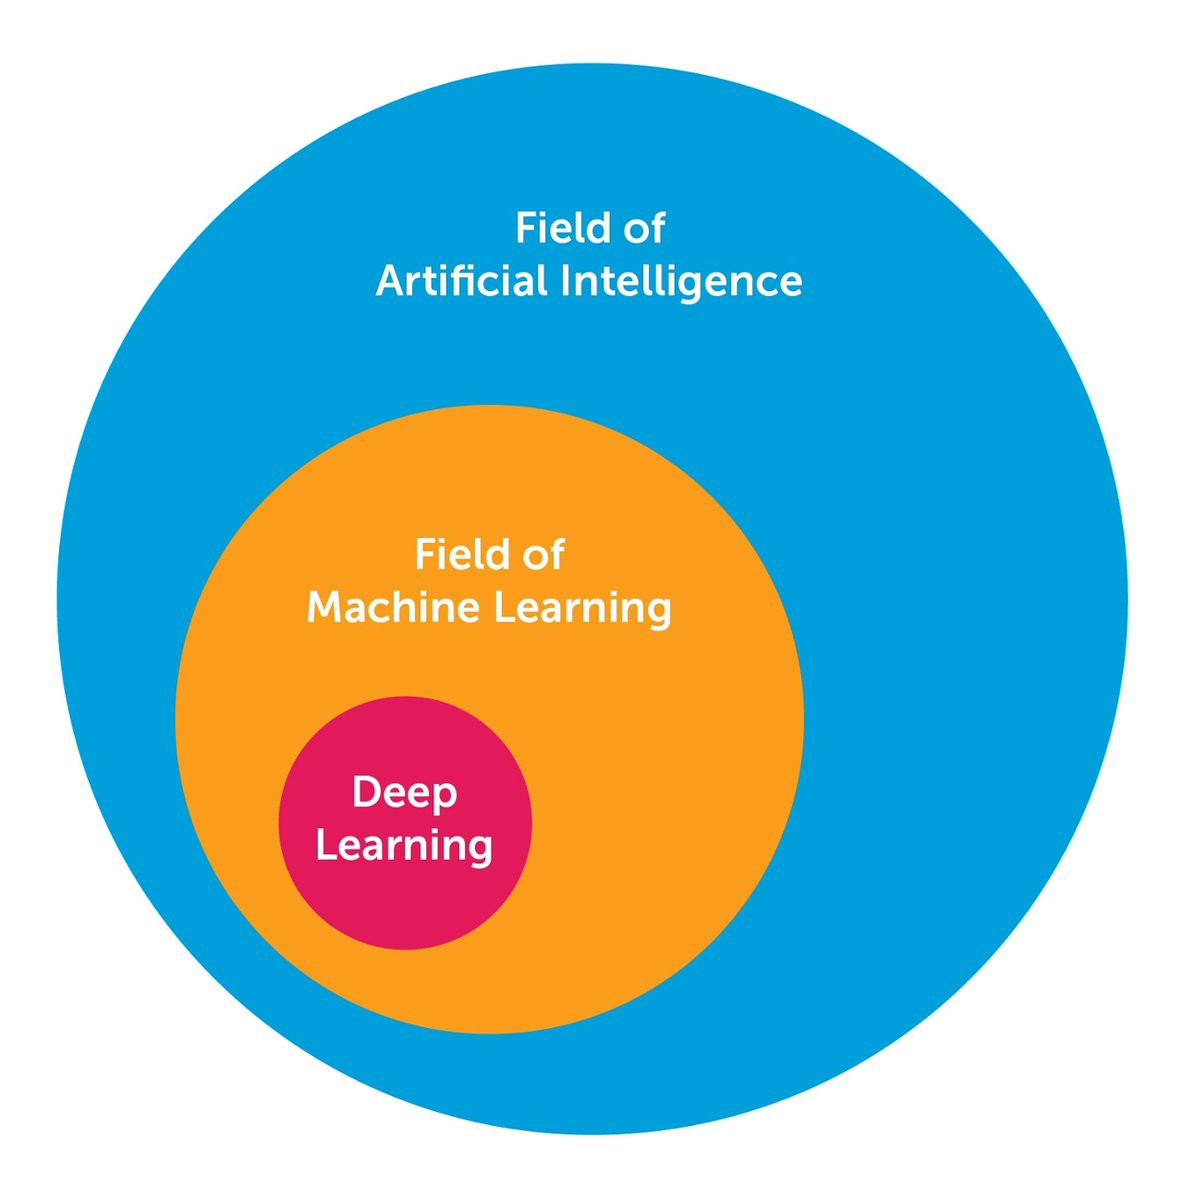 Field of
Artificial Intelligence
Field of
Machine Learning
Deep
Learning